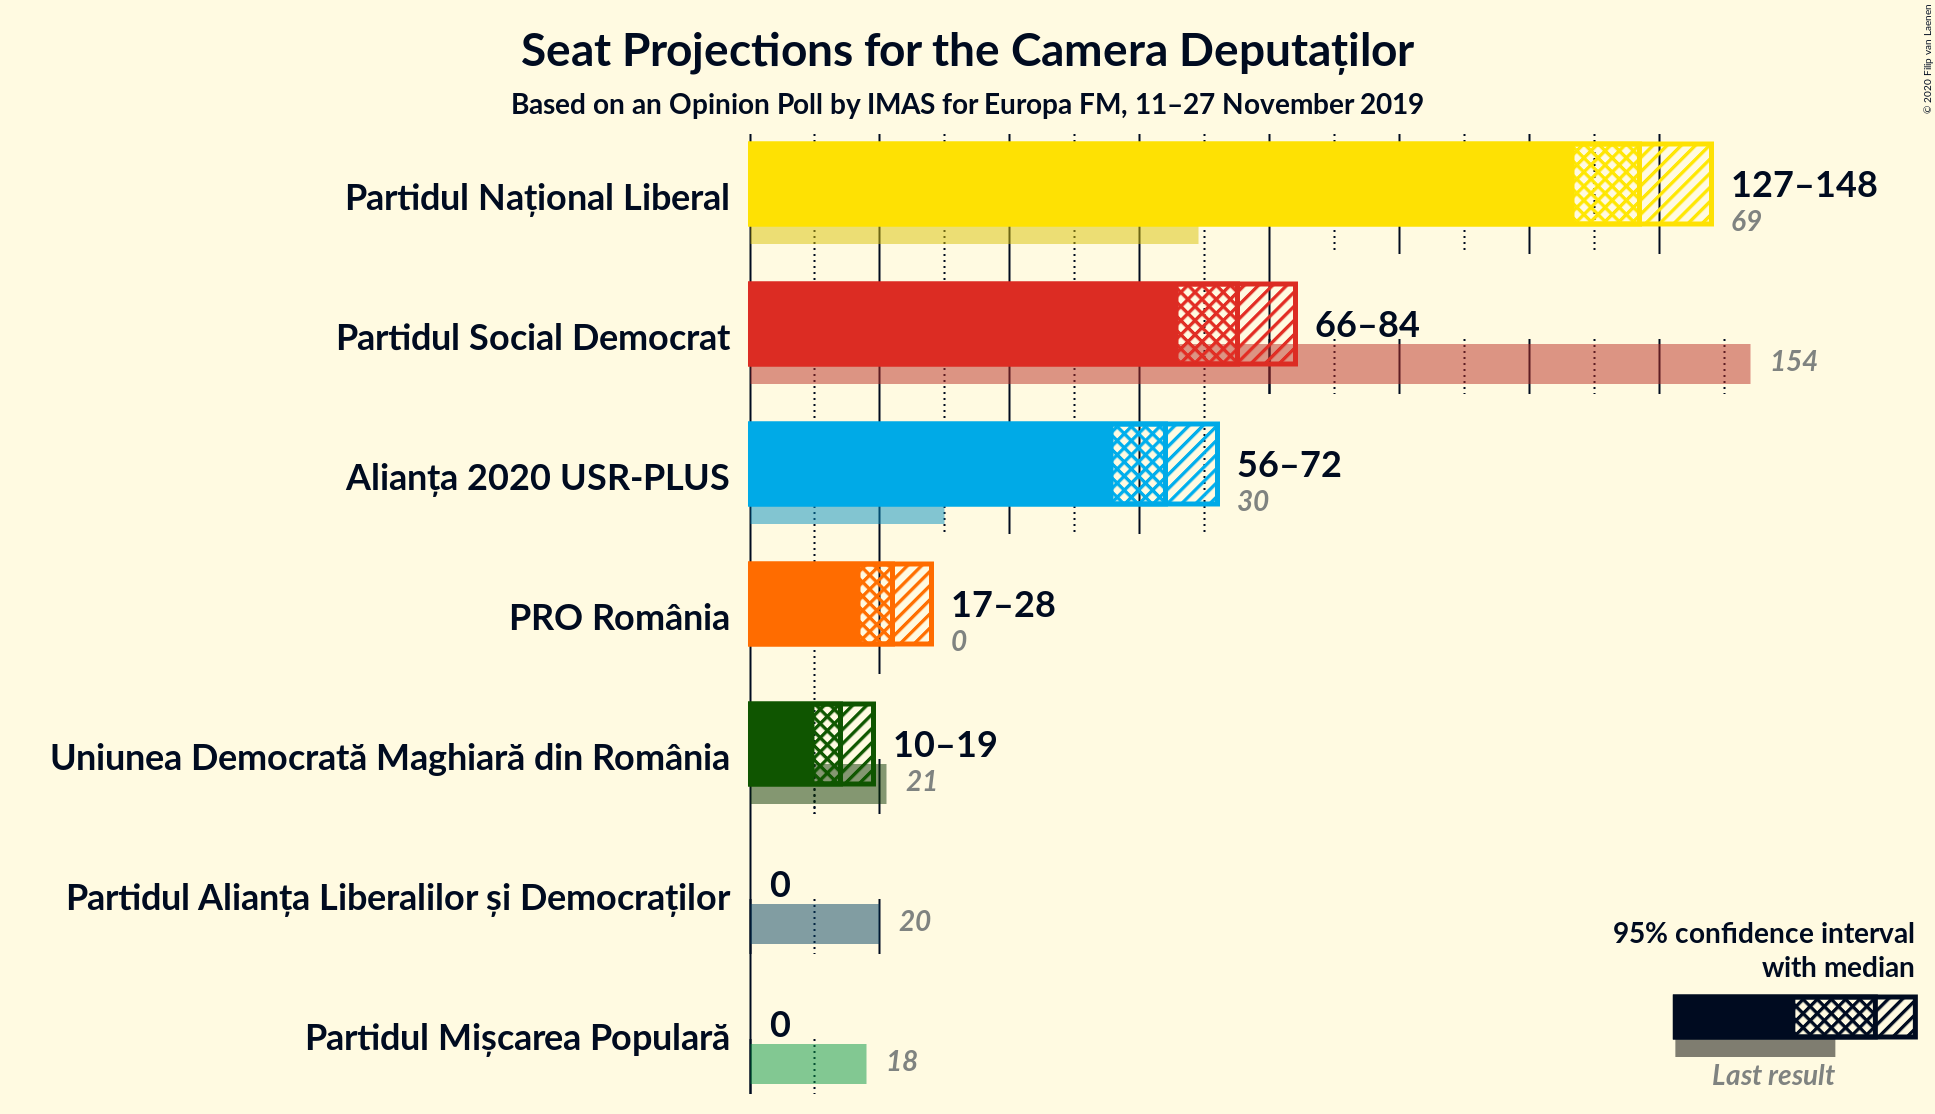 Seat Projections for the Camera Deputaților
Based on an Opinion Poll by IMAS for Europa FM, 11–27 November 2019
© 2020 Filip van Laenen
Partidul Național Liberal
127–148
69
Partidul Social Democrat
66–84
154
Alianța 2020 USR-PLUS
56–72
30
PRO România
17–28
0
Uniunea Democrată Maghiară din România
10–19
21
Partidul Alianța Liberalilor și Democraților
0
20
Partidul Mișcarea Populară
0
18
95% confidence interval
with median
Last result